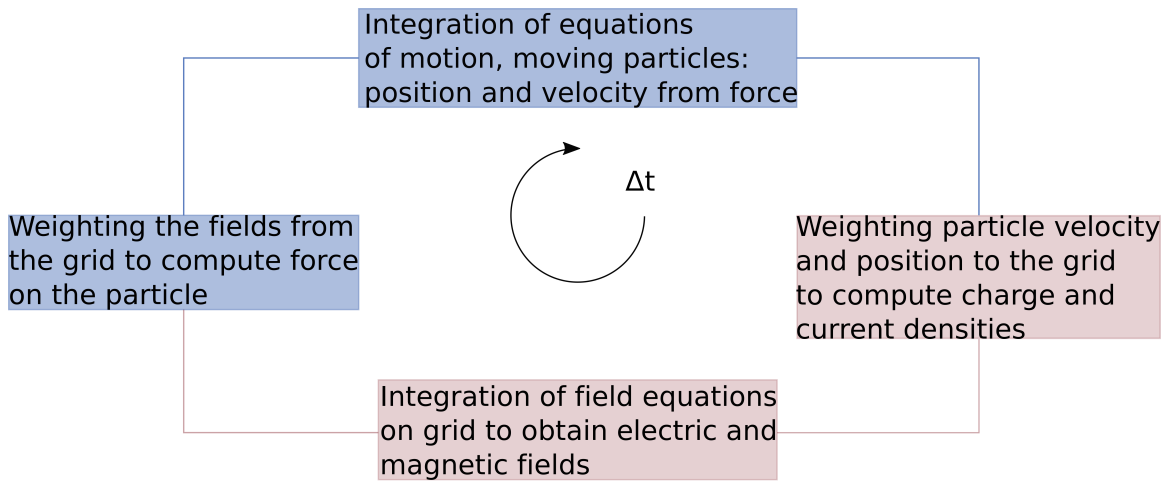 Integration of equations
of motion, moving particles:
position and velocity from force
Δt
Weighting the fields from
the grid to compute force
on the particle
Weighting particle velocity
and position to the grid
to compute charge and
current densities
Integration of field equations
on grid to obtain electric and
magnetic fields